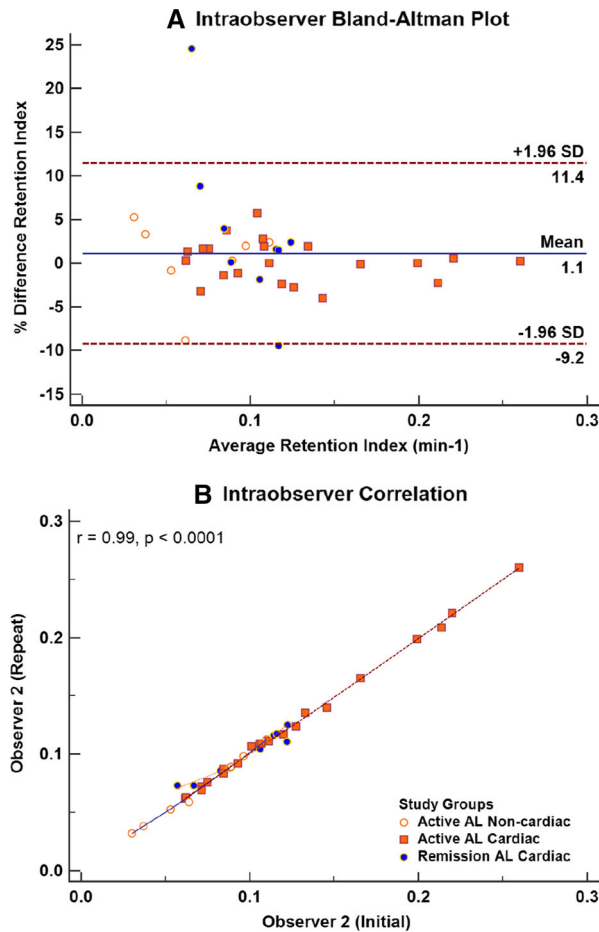 A Intraobserver Bland-Altman Plot
% Difference Retention Index
25
20
15
10
5
0
-5
-10
-15
+1.96 SD
11.4
Mean
1.1
-1.96 SD
-9.2
0.0 0.1 0.2 0.3
Average Retention Index (min-1)
B Intraobserver Correlation
r = 0.99, p < 0.0001
Observer 2 (Repeat)
0.3
0.2
0.1
0.0
Study Groups
Active AL Non-cardiac
Active AL Cardiac
Remission AL Cardiac
0.0 0.1 0.2 0.3
Observer 2 (Initial)